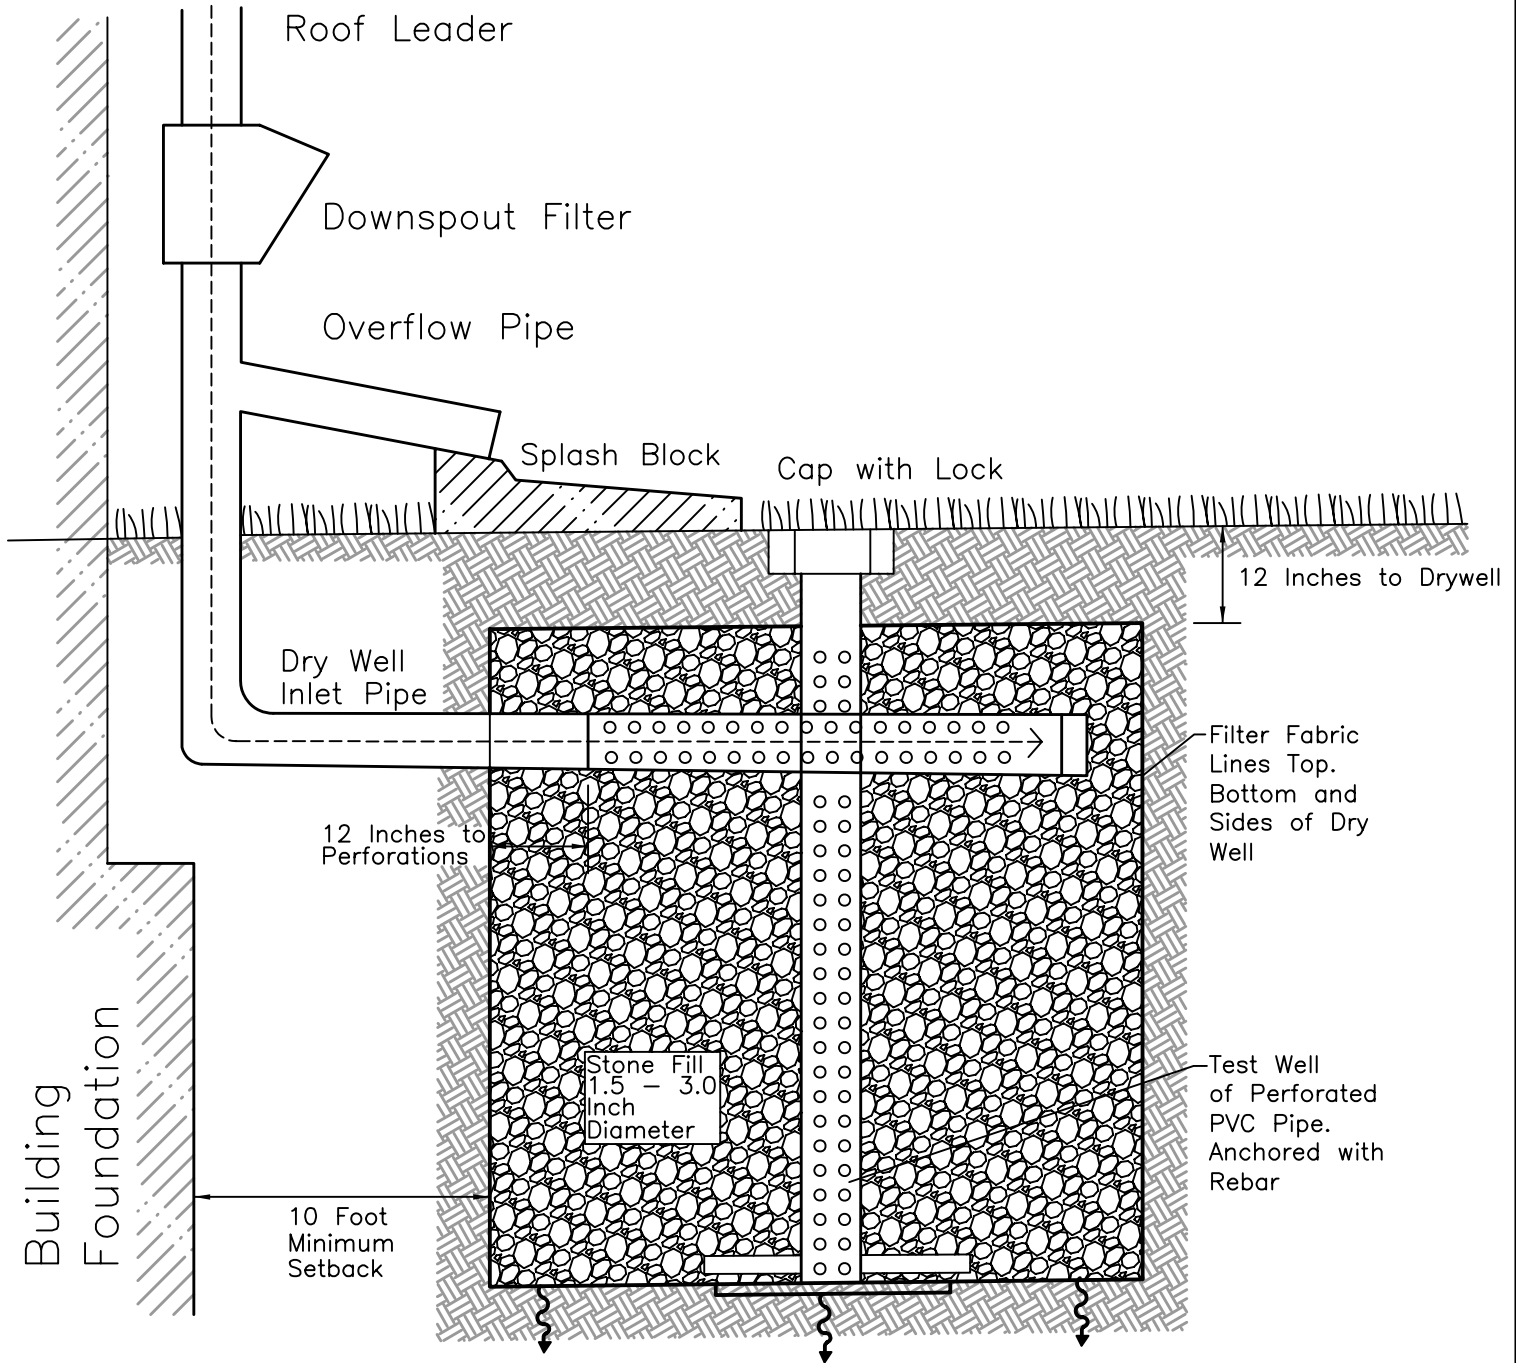 Roof Leader
Downspout Filter
Overflow Pipe
Splash Block
Cap with Lock
12 Inches to Drywell
Dry Well
Inlet Pipe
Filter Fabric
Lines Top.
Bottom and
Sides of Dry
Well
12 Inches to
Perforations
Stone Fill
1.5 - 3.0
Inch
Diameter
Test Well
of Perforated
PVC Pipe.
Anchored with
Rebar
Building
Foundation
10 Foot
Minimum
Setback